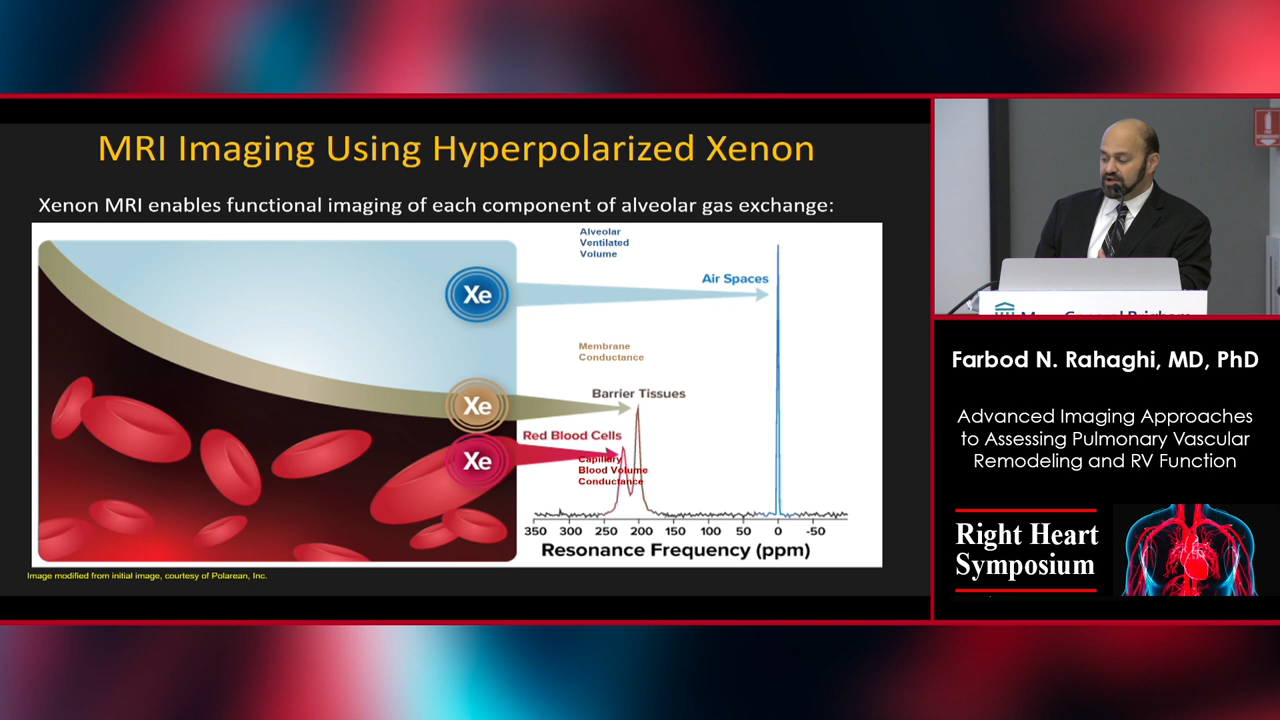 MRI Imaging Using Hyperpolarized Xenon
Xenon MRI enables functional imaging of each component of alveolar gas exchange:
Alveolar
Ventilated
Volume
Air Spaces
Xe
Membrane
Conductance
Barrier Tissues
Xe
Red Blood Cells
Xe
Capillary
Blood Volume
Conductance
350 300 250 200 150 100 50 0 -50
Resonance Frequency (ppm)
Image modified from initial image, courtesy of Polarean, Inc.
Farbod N. Rahaghi, MD, PhD
Advanced Imaging Approaches
to Assessing Pulmonary Vascular
Remodeling and RV Function
Right Heart
Symposium